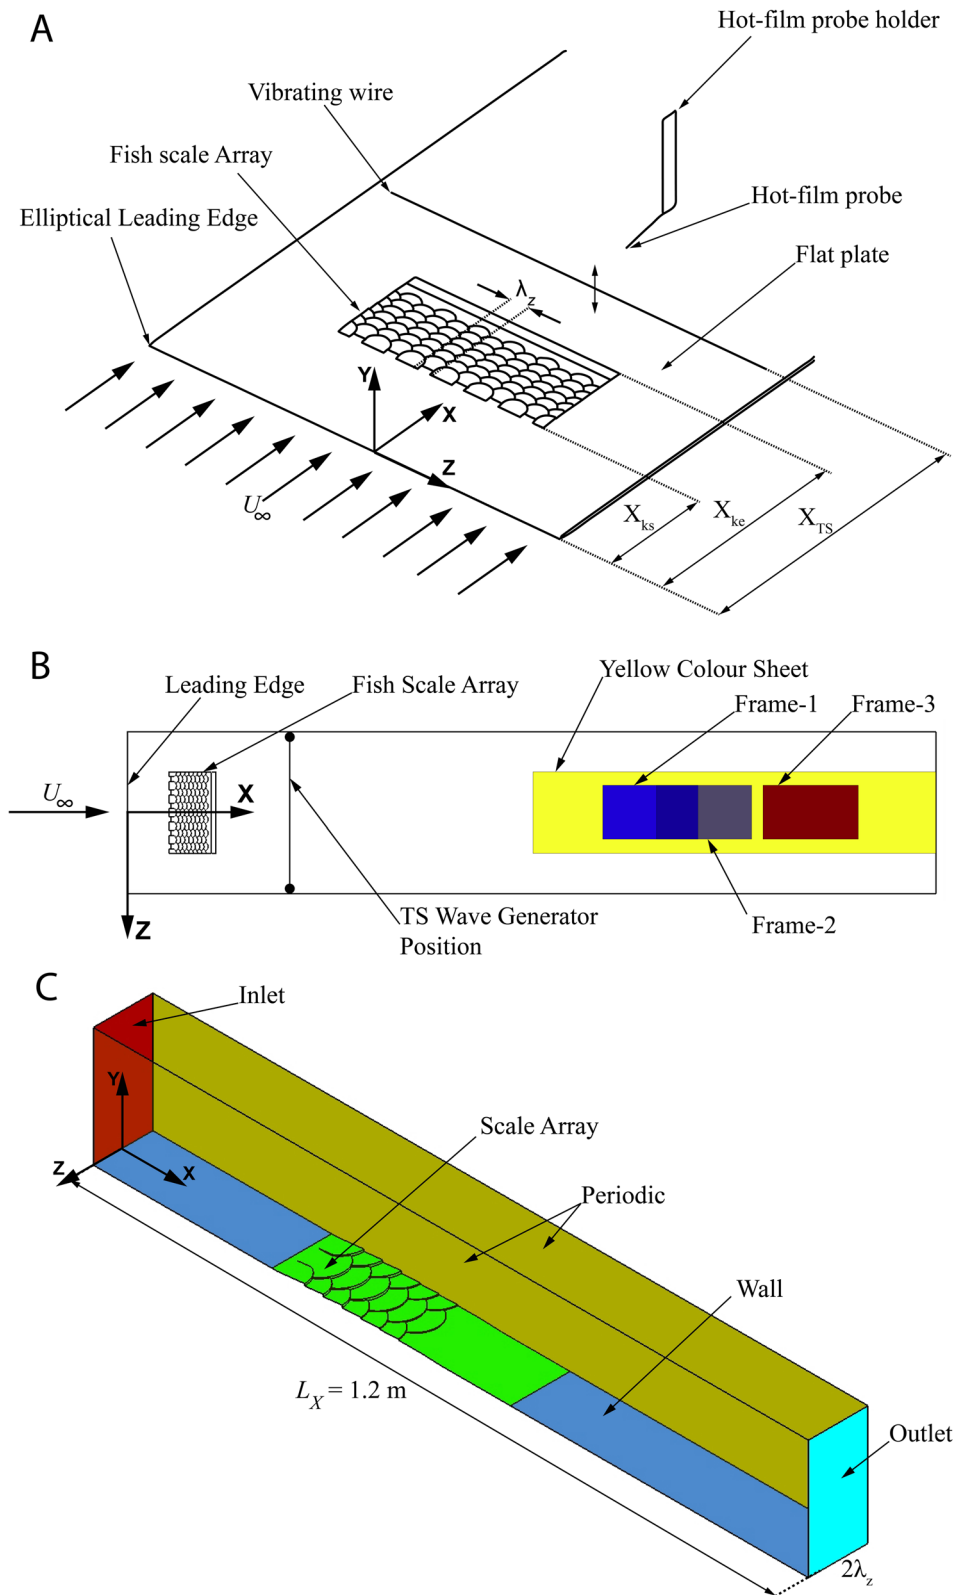 A
Hot-film probe holder
Vibrating wire
Fish scale Array
Hot-film probe
Elliptical Leading Edge
Flat plate
λz
Y
X
Z
U∞
Xks
Xke
XTS
B
Yellow Colour Sheet
Leading Edge
Fish Scale Array
Frame-1
Frame-3
U∞
X
Z
TS Wave Generator
Position
Frame-2
C
Inlet
Y
Z
X
Scale Array
Periodic
Wall
LX = 1.2 m
Outlet
2λz